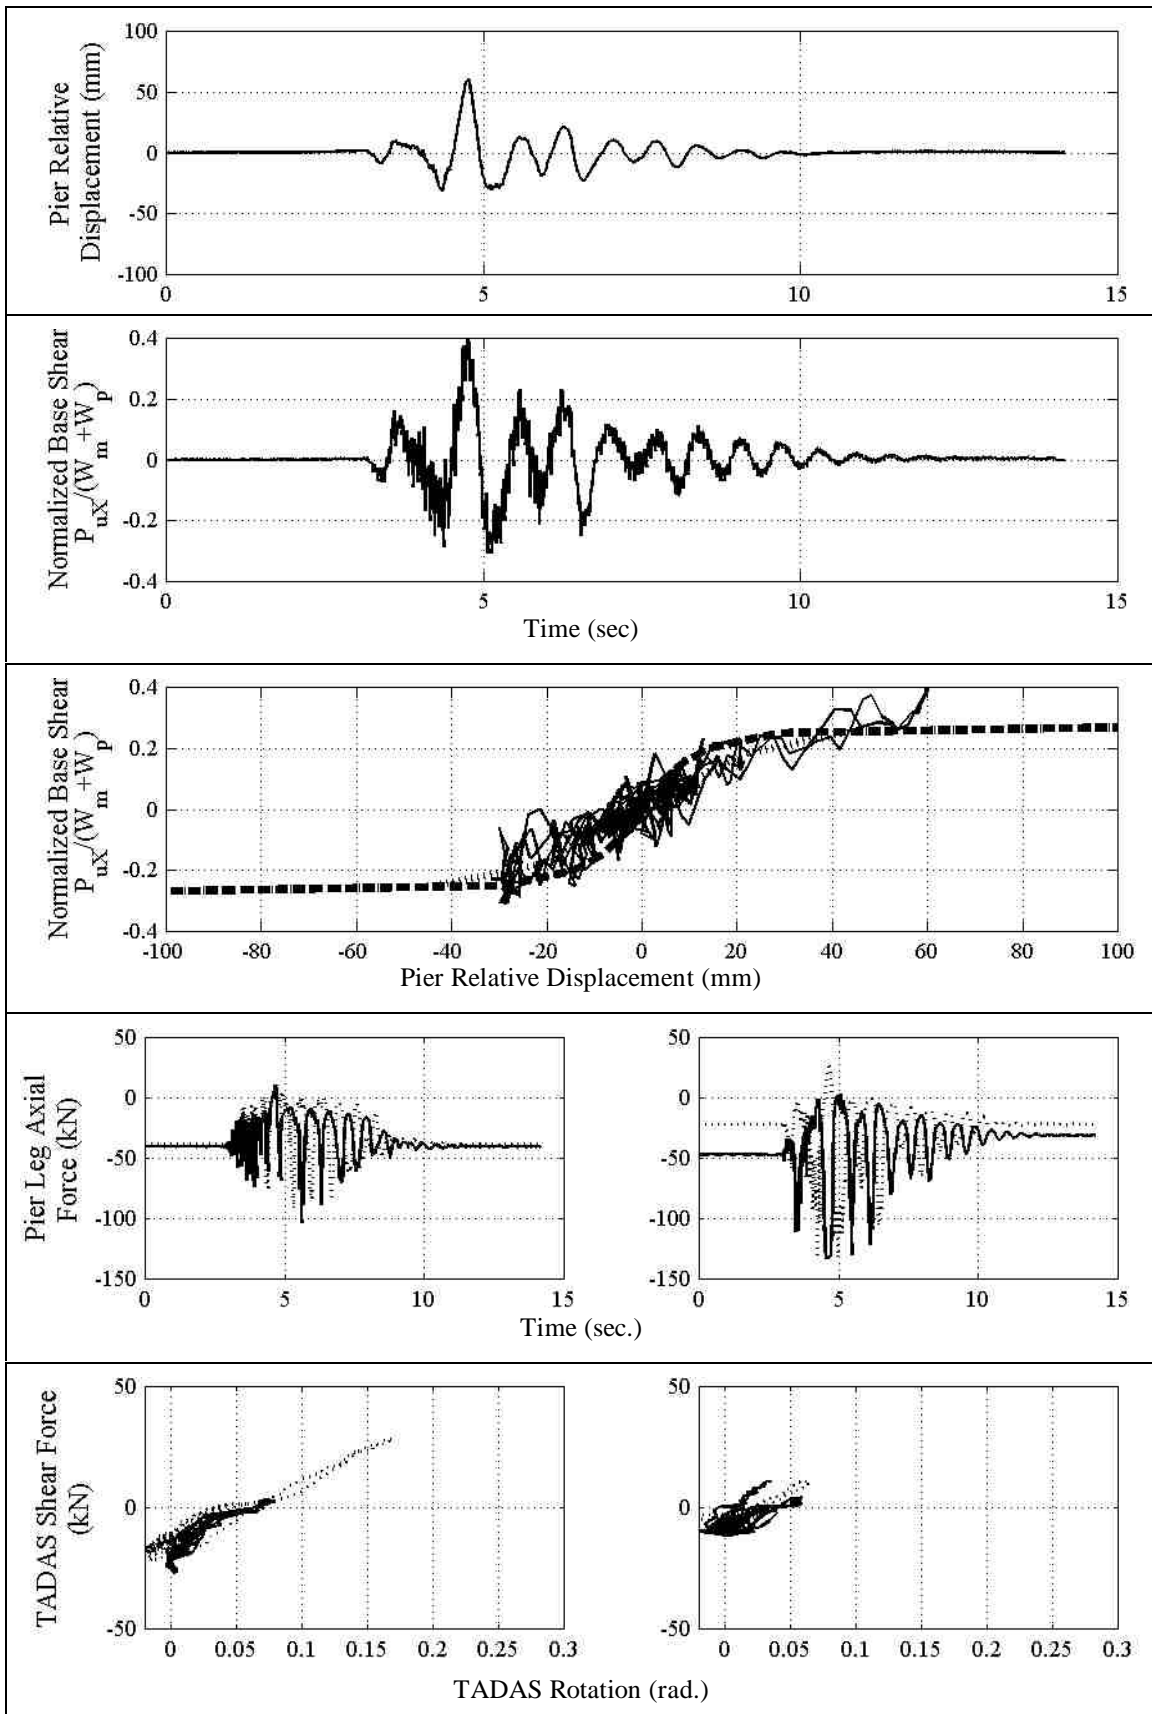 Pier Relative
Displacement (mm)
100
50
0
-50
-100
0 5 10 15
Normalized Base Shear
P_uX/(W_m+W_p)
0.4
0.2
0
-0.2
-0.4
0 5 10 15
Time (sec)
Normalized Base Shear
P_uX/(W_m+W_p)
0.4
0.2
0
-0.2
-0.4
-100 -80 -60 -40 -20 0 20 40 60 80 100
Pier Relative Displacement (mm)
Pier Leg Axial
Force (kN)
50
0
-50
-100
-150
0 5 10 15
50
0
-50
-100
-150
0 5 10 15
Time (sec.)
TADAS Shear Force
(kN)
50
0
-50
0 0.05 0.1 0.15 0.2 0.25 0.3
50
0
-50
0 0.05 0.1 0.15 0.2 0.25 0.3
TADAS Rotation (rad.)